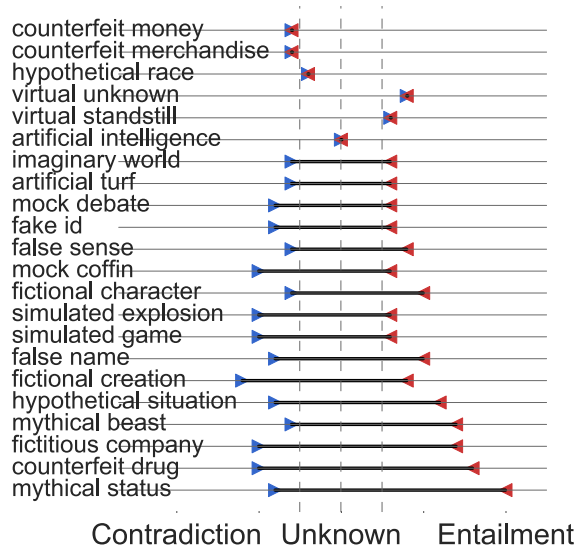 counterfeit money
counterfeit merchandise
hypothetical race
virtual unknown
virtual standstill
artificial intelligence
imaginary world
artificial turf
mock debate
fake id
false sense
mock coffin
fictional character
simulated explosion
simulated game
false name
fictional creation
hypothetical situation
mythical beast
fictitious company
counterfeit drug
mythical status
Contradiction Unknown Entailment